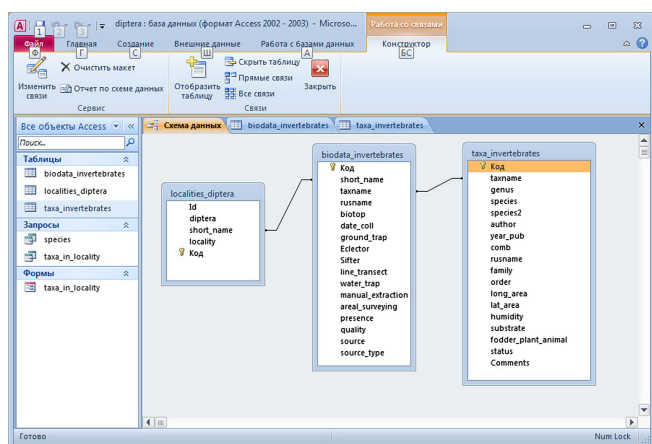 diptera : база данных (формат Access 2002 - 2003) - Microso...
Работа со связями
1 2 3
Файл Главная Создание Внешние данные Работа с базами данных Конструктор
Ф Г С Ш А БС
Изменить связи
Очистить макет
Отчет по схеме данных
Сервис
Отобразить таблицу
Скрыть таблицу
Прямые связи
Все связи
Закрыть
Связи
Все объекты Access
Поиск...
Таблицы
biodata_invertebrates
localities_diptera
taxa_invertebrates
Запросы
species
taxa_in_locality
Формы
taxa_in_locality
Схема данных biodata_invertebrates taxa_invertebrates
localities_diptera
Id
diptera
short_name
locality
Код
biodata_invertebrates
Код
short_name
taxname
rusname
biotop
date_coll
ground_trap
Eclector
Sifter
line_transect
water_trap
manual_extraction
areal_surveying
presence
quality
source
source_type
taxa_invertebrates
Код
taxname
genus
species
species2
author
year_pub
comb
rusname
family
order
long_area
lat_area
humidity
substrate
fodder_plant_animal
status
Comments
Готово
Num Lock